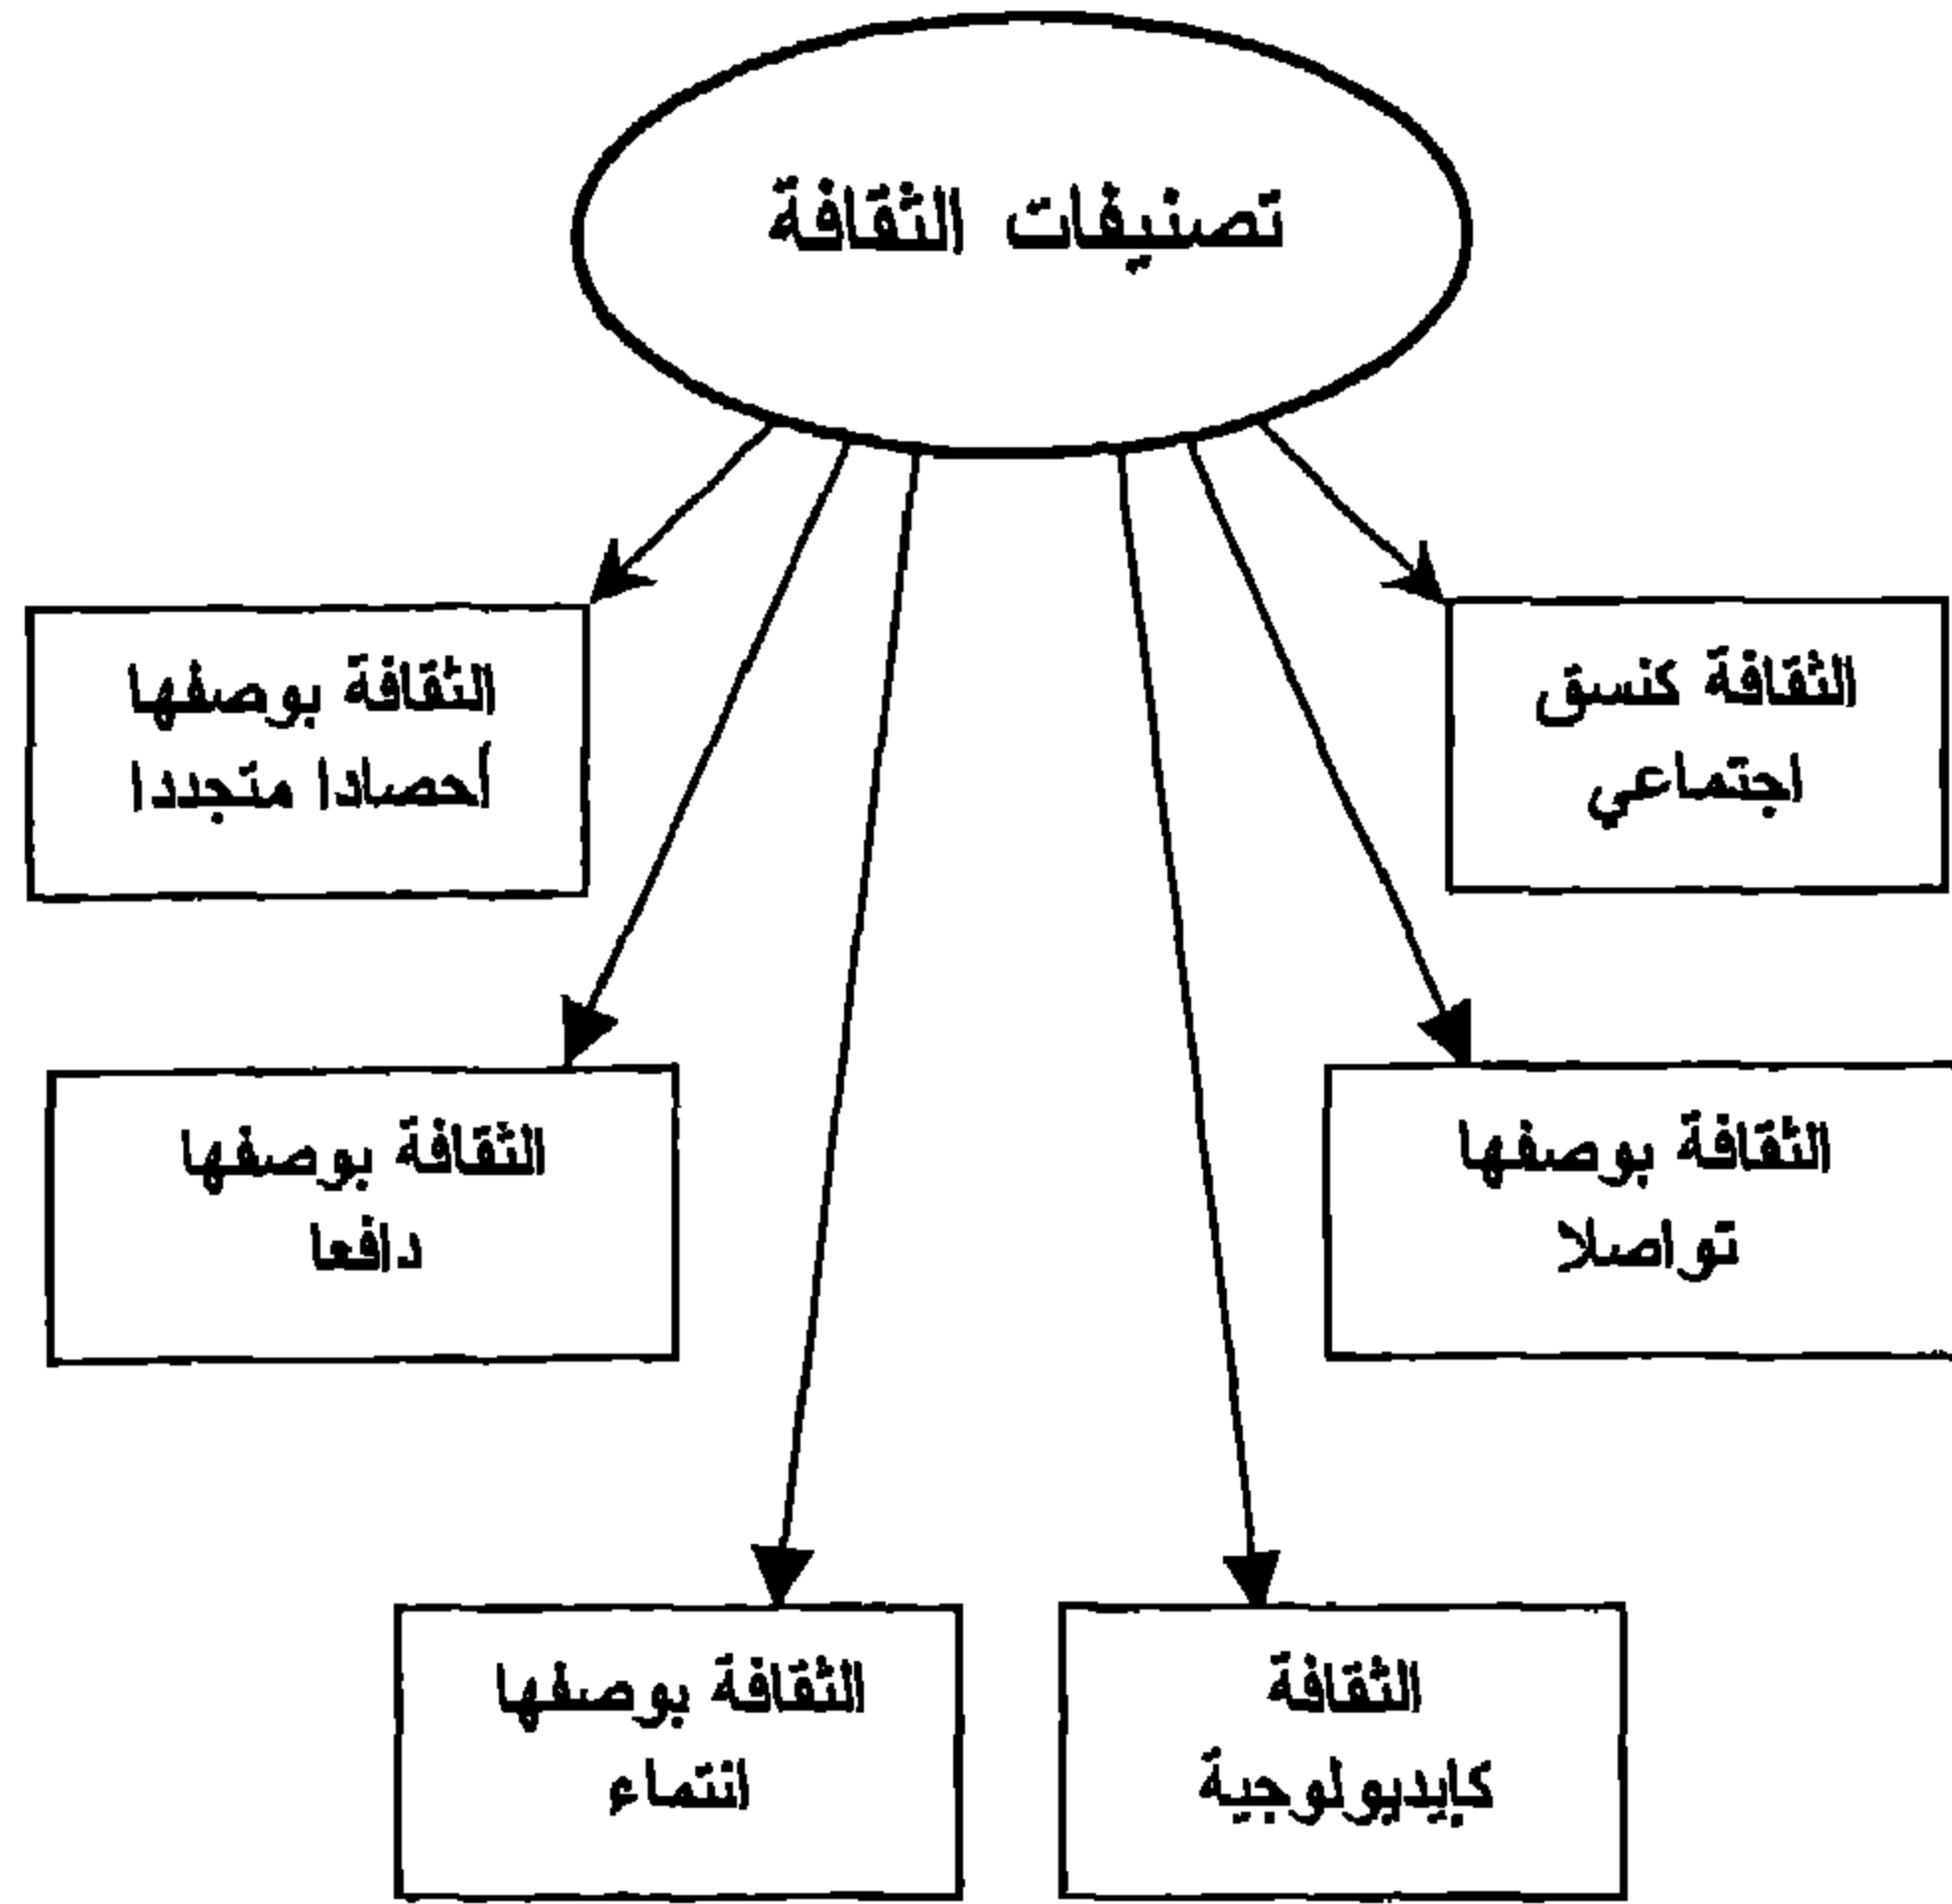 تصنيفات الثقافة
الثقافة كنسق
اجتماعي
الثقافة بوصفها
أحصادا متجددا
الثقافة بوصفها
تواصلا
الثقافة بوصفها
دافعا
الثقافة
كايديولوجية
الثقافة بوصفها
انتماء